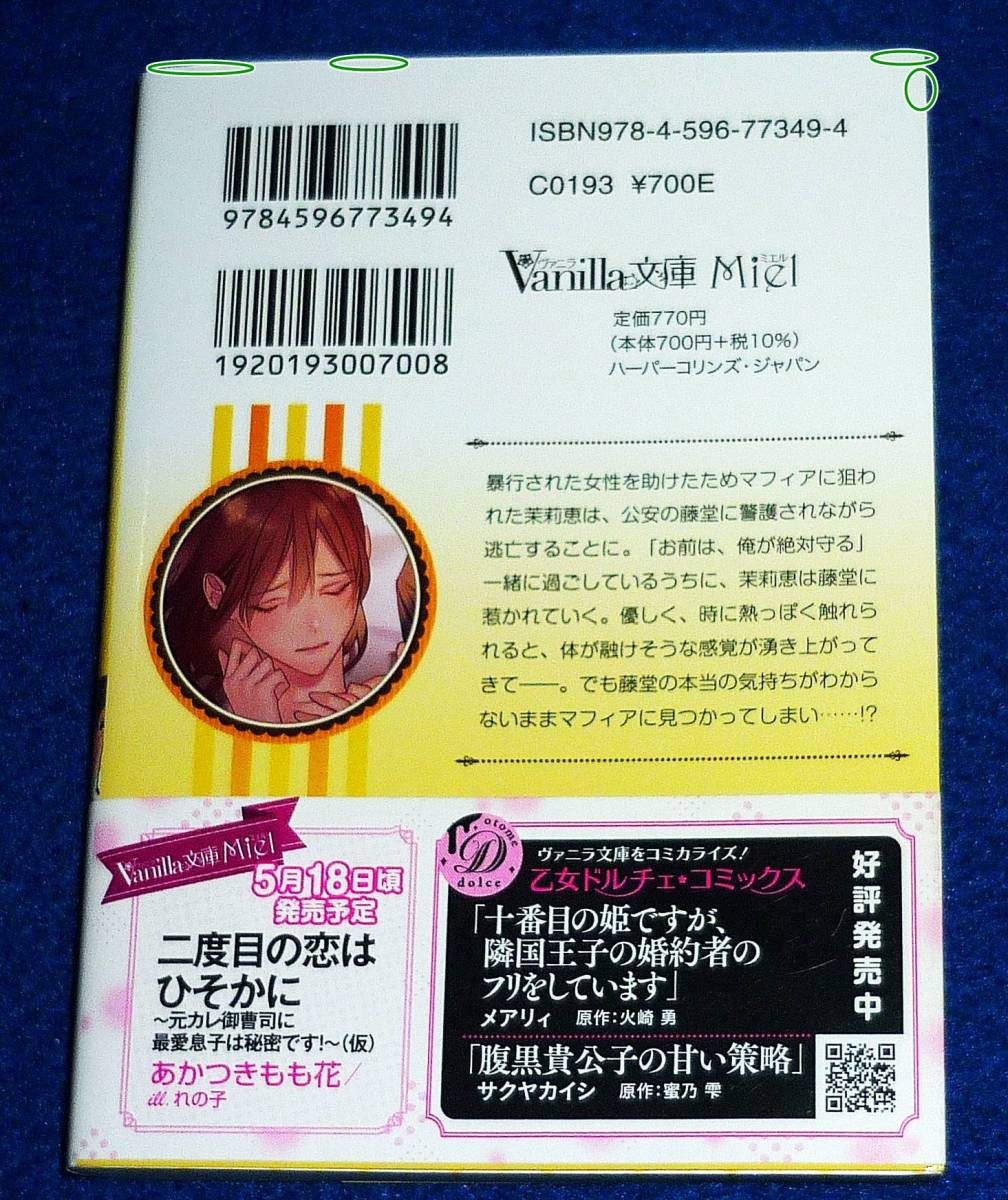 ISBN978-4-596-77349-4
C0193 ¥700E
9784596773494
1920193007008
Vanilla文庫 Miel
ヴァニラ ミエル
定価770円
(本体700円+税10%)
ハーパーコリンズ・ジャパン
暴行された女性を助けたためマフィアに狙わ
れた茉莉恵は、公安の藤堂に警護されながら
逃亡することに。「お前は、俺が絶対守る」
一緒に過ごしているうちに、茉莉恵は藤堂に
惹かれていく。優しく、時に熱っぽく触れら
れると、体が融けそうな感覚が湧き上がって
きて――。でも藤堂の本当の気持ちがわから
ないままマフィアに見つかってしまい……!?
Vanilla文庫 Miel
5月18日頃
発売予定
二度目の恋は
ひそかに
~元カレ御曹司に
最愛息子は秘密です!~(仮)
あかつきもも花/
ill.れの子
otome
D
dolce
ヴァニラ文庫をコミカライズ!
乙女ドルチェ・コミックス
好評発売中
「十番目の姫ですが、
隣国王子の婚約者の
フリをしています」
メアリィ 原作:火崎 勇
「腹黒貴公子の甘い策略」
サクヤカイシ 原作:蜜乃 雫